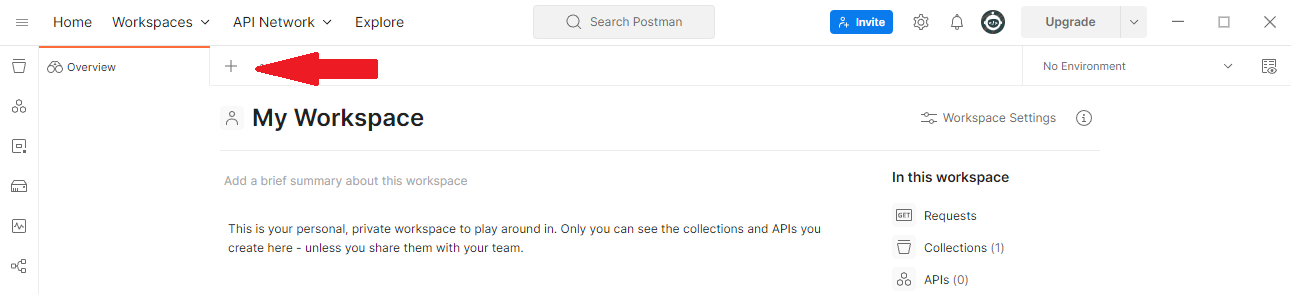 Home Workspaces API Network Explore Search Postman Invite Upgrade
Overview No Environment
My Workspace
Workspace Settings
Add a brief summary about this workspace
This is your personal, private workspace to play around in. Only you can see the collections and APIs you
create here - unless you share them with your team.
In this workspace
GET Requests
Collections (1)
APIs (0)